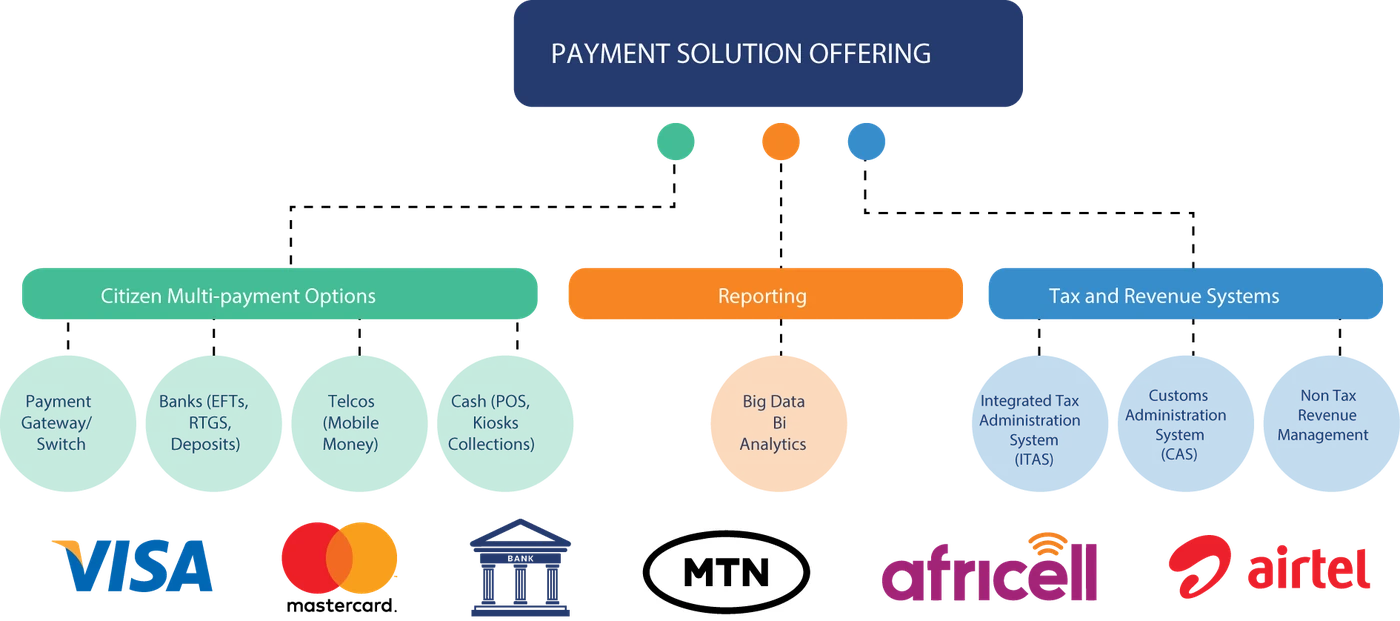 PAYMENT SOLUTION OFFERING
Citizen Multi-payment Options
Reporting
Tax and Revenue Systems
Payment
Gateway/
Switch
Banks (EFTs,
RTGS,
Deposits)
Telcos
(Mobile
Money)
Cash (POS,
Kiosks
Collections)
Big Data
Bi
Analytics
Integrated Tax
Administration
System
(ITAS)
Customs
Administration
System
(CAS)
Non Tax
Revenue
Management
VISA
mastercard.
BANK
MTN
africell
airtel